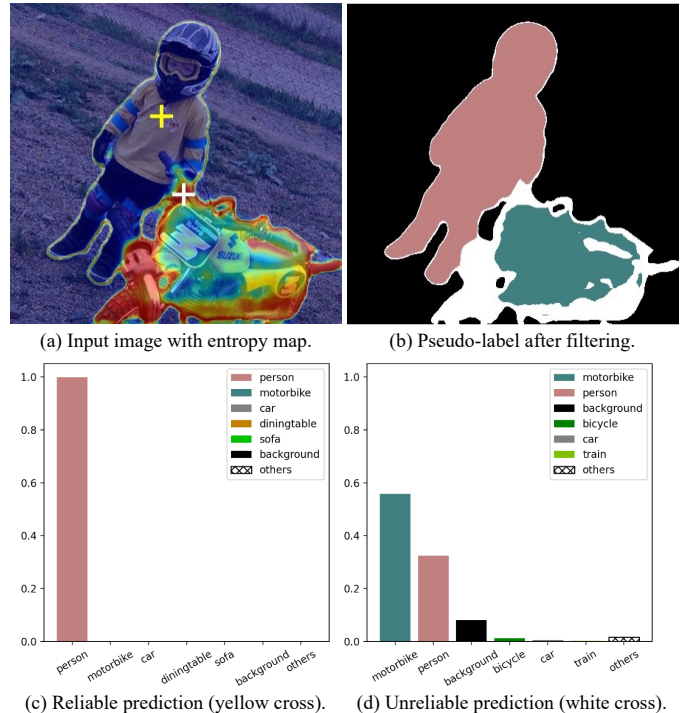 SUZUKI
3
(a) Input image with entropy map.
(b) Pseudo-label after filtering.
1.0
0.8
0.6
0.4
0.2
0.0
person
motorbike
car
diningtable
sofa
background
others
person
motorbike
car
diningtable
sofa
background
others
(c) Reliable prediction (yellow cross).
1.0
0.8
0.6
0.4
0.2
0.0
motorbike
person
background
bicycle
car
train
others
motorbike
person
background
bicycle
car
train
others
(d) Unreliable prediction (white cross).